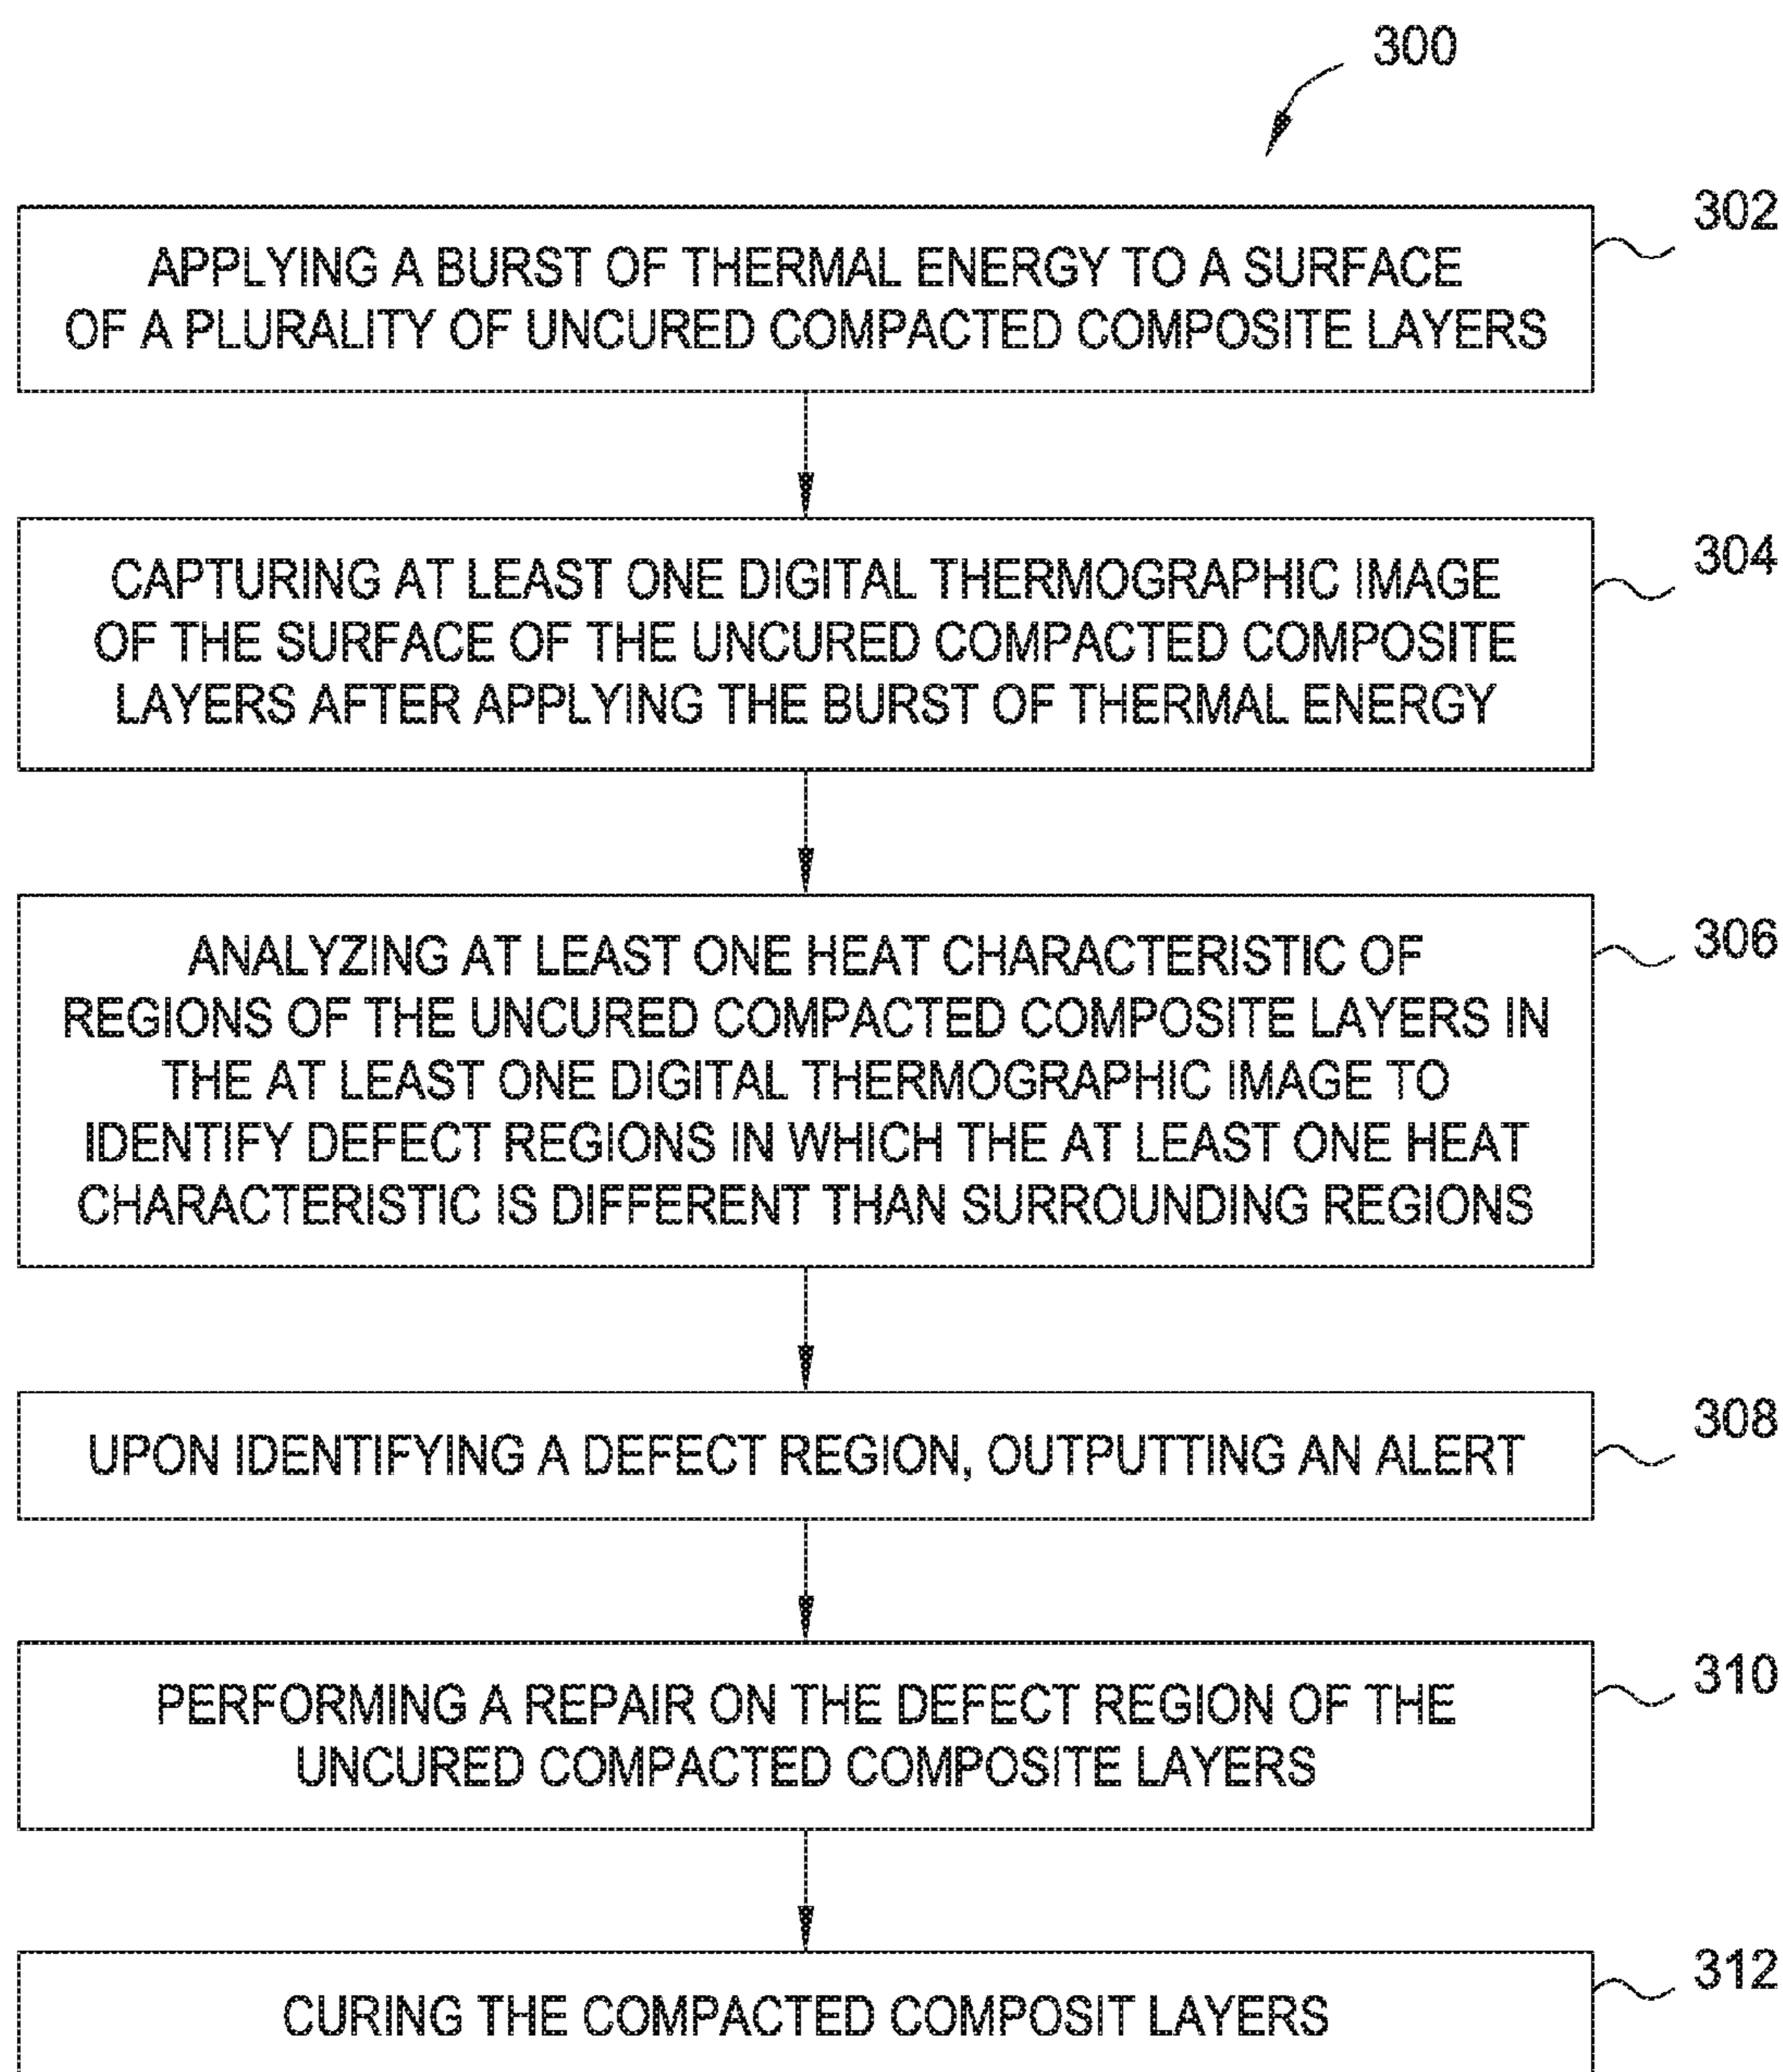 300
302
APPLYING A BURST OF THERMAL ENERGY TO A SURFACE
OF A PLURALITY OF UNCURED COMPACTED COMPOSITE LAYERS
304
CAPTURING AT LEAST ONE DIGITAL THERMOGRAPHIC IMAGE
OF THE SURFACE OF THE UNCURED COMPACTED COMPOSITE
LAYERS AFTER APPLYING THE BURST OF THERMAL ENERGY
306
ANALYZING AT LEAST ONE HEAT CHARACTERISTIC OF
REGIONS OF THE UNCURED COMPACTED COMPOSITE LAYERS IN
THE AT LEAST ONE DIGITAL THERMOGRAPHIC IMAGE TO
IDENTIFY DEFECT REGIONS IN WHICH THE AT LEAST ONE HEAT
CHARACTERISTIC IS DIFFERENT THAN SURROUNDING REGIONS
308
UPON IDENTIFYING A DEFECT REGION, OUTPUTTING AN ALERT
310
PERFORMING A REPAIR ON THE DEFECT REGION OF THE
UNCURED COMPACTED COMPOSITE LAYERS
312
CURING THE COMPACTED COMPOSIT LAYERS